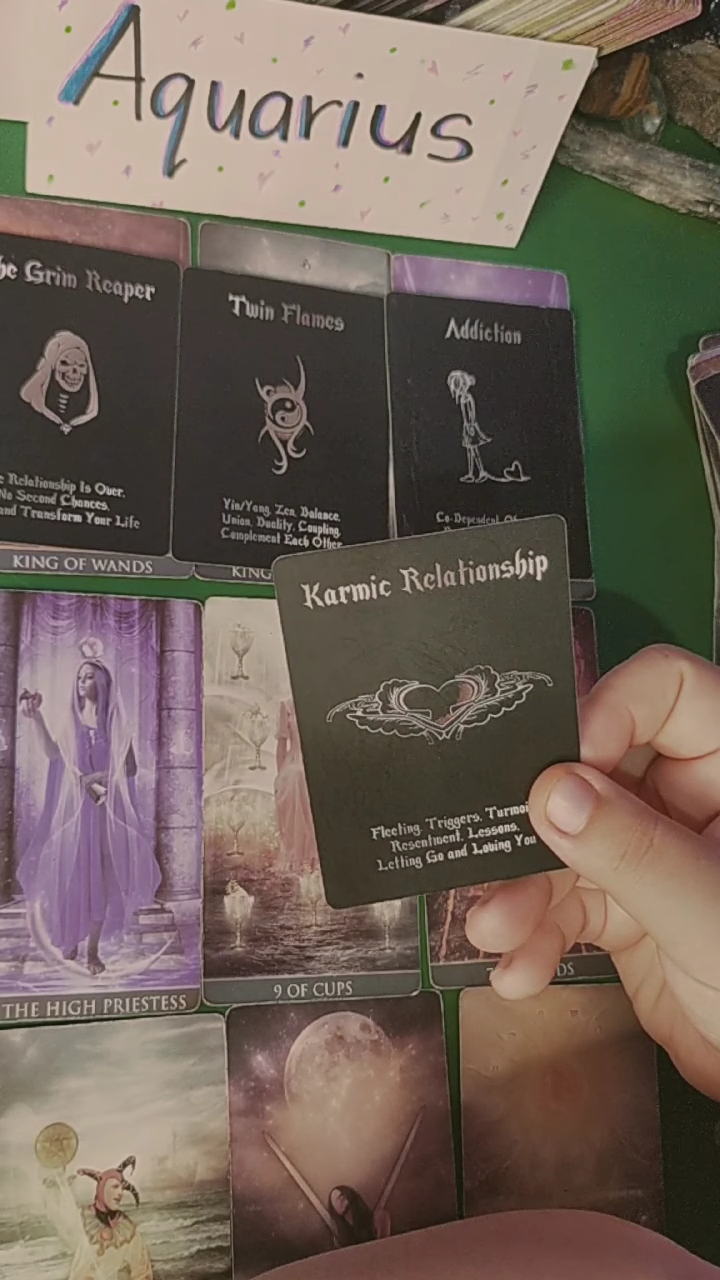 Aquarius
he Grim Reaper
e Relationship Is Over.
No Second Chances.
and Transform Your Life
KING OF WANDS
Twin Flames
Yin/Yang, Zen, Balance,
Union, Duality, Coupling,
Complement Each Other
KING
Addiction
Co-Dependent
Karmic Relationship
Fleeting, Triggers, Turmoi
Resentment, Lessons,
Letting Go and Loving You
THE HIGH PRIESTESS
9 OF CUPS
DS